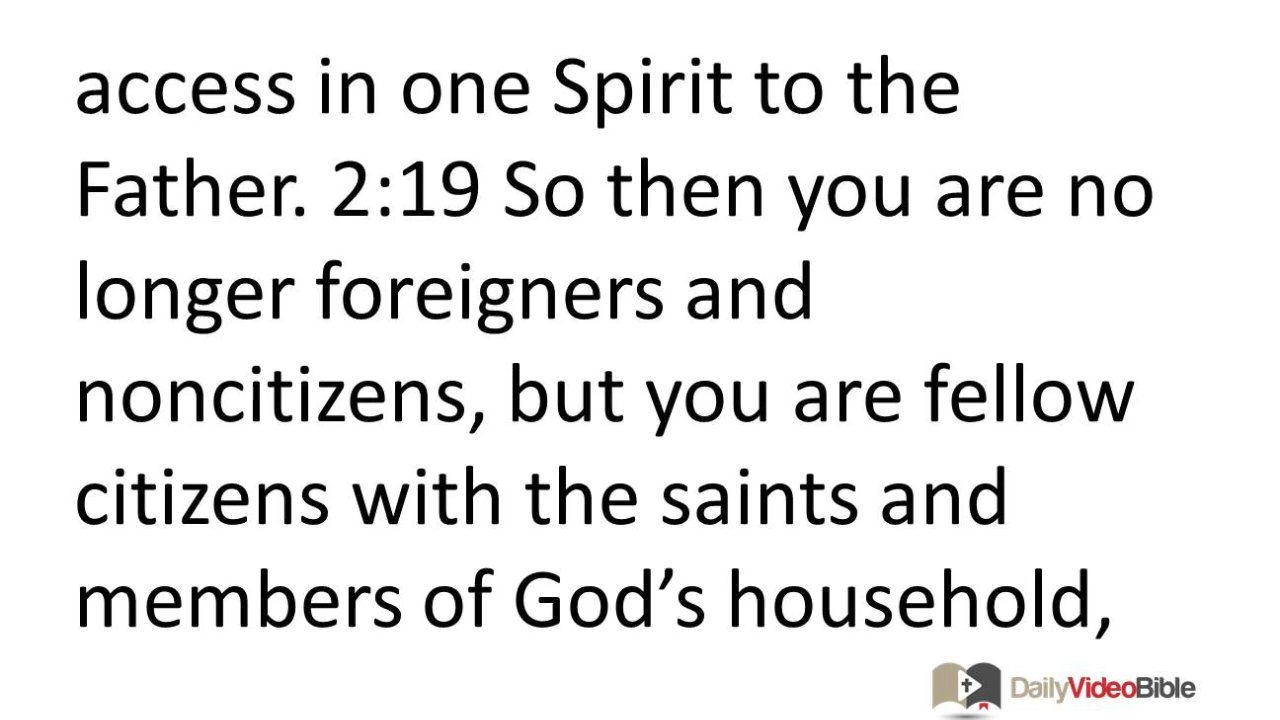 access in one Spirit to the
Father. 2:19 So then you are no
longer foreigners and
noncitizens, but you are fellow
citizens with the saints and
members of God’s household,
DailyVideoBible